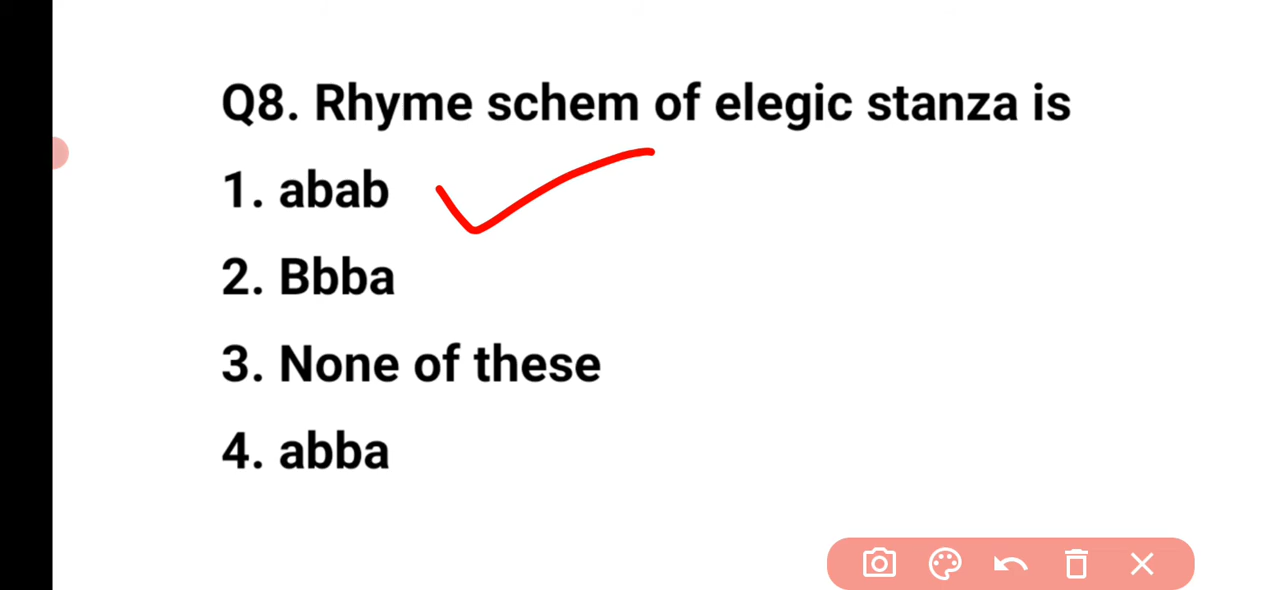 Q8. Rhyme schem of elegic stanza is
1. abab
2. Bbba
3. None of these
4. abba